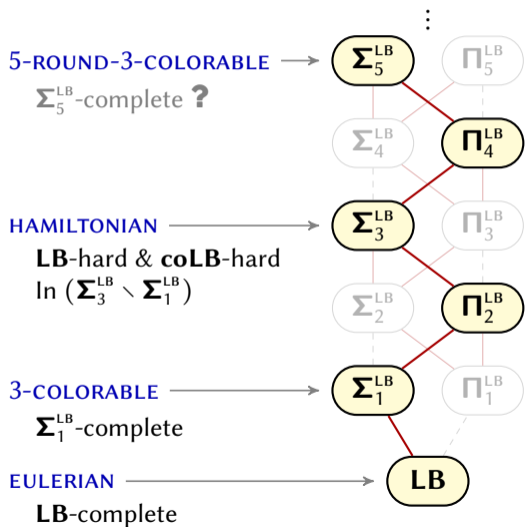 ⋮
5-ROUND-3-COLORABLE
Σ₅ᴸᴮ
Π₅ᴸᴮ
Σ₅ᴸᴮ-complete ?
Σ₄ᴸᴮ
Π₄ᴸᴮ
HAMILTONIAN
Σ₃ᴸᴮ
Π₃ᴸᴮ
LB-hard & coLB-hard
In (Σ₃ᴸᴮ ∖ Σ₁ᴸᴮ)
Σ₂ᴸᴮ
Π₂ᴸᴮ
3-COLORABLE
Σ₁ᴸᴮ
Π₁ᴸᴮ
Σ₁ᴸᴮ-complete
EULERIAN
LB
LB-complete